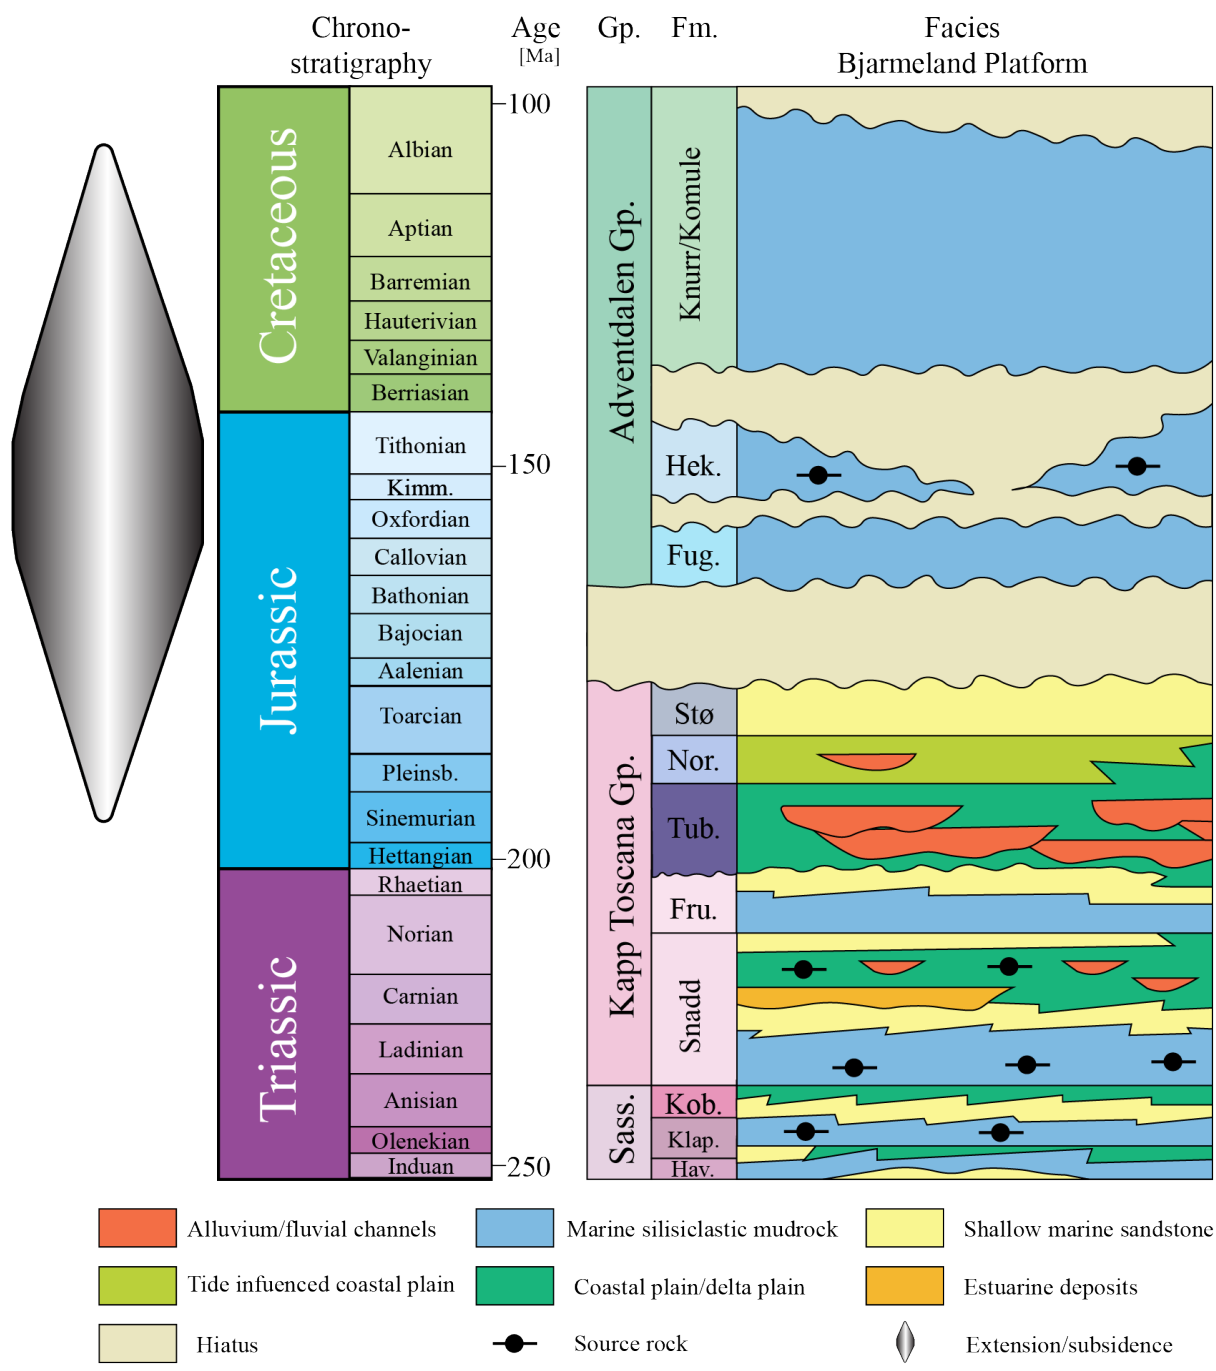 Chrono-
stratigraphy
Age
[Ma]
Gp.
Fm.
Facies
Bjarmeland Platform
Cretaceous
Albian
Aptian
Barremian
Hauterivian
Valanginian
Berriasian
Jurassic
Tithonian
Kimm.
Oxfordian
Callovian
Bathonian
Bajocian
Aalenian
Toarcian
Pleinsb.
Sinemurian
Hettangian
Triassic
Rhaetian
Norian
Carnian
Ladinian
Anisian
Olenekian
Induan
100
150
200
250
Adventdalen Gp.
Knurr/Komule
Hek.
Fug.
Kapp Toscana Gp.
Stø
Nor.
Tub.
Fru.
Snadd
Sass.
Kob.
Klap.
Hav.
Alluvium/fluvial channels
Marine silisiclastic mudrock
Shallow marine sandstone
Tide infuenced coastal plain
Coastal plain/delta plain
Estuarine deposits
Hiatus
Source rock
Extension/subsidence